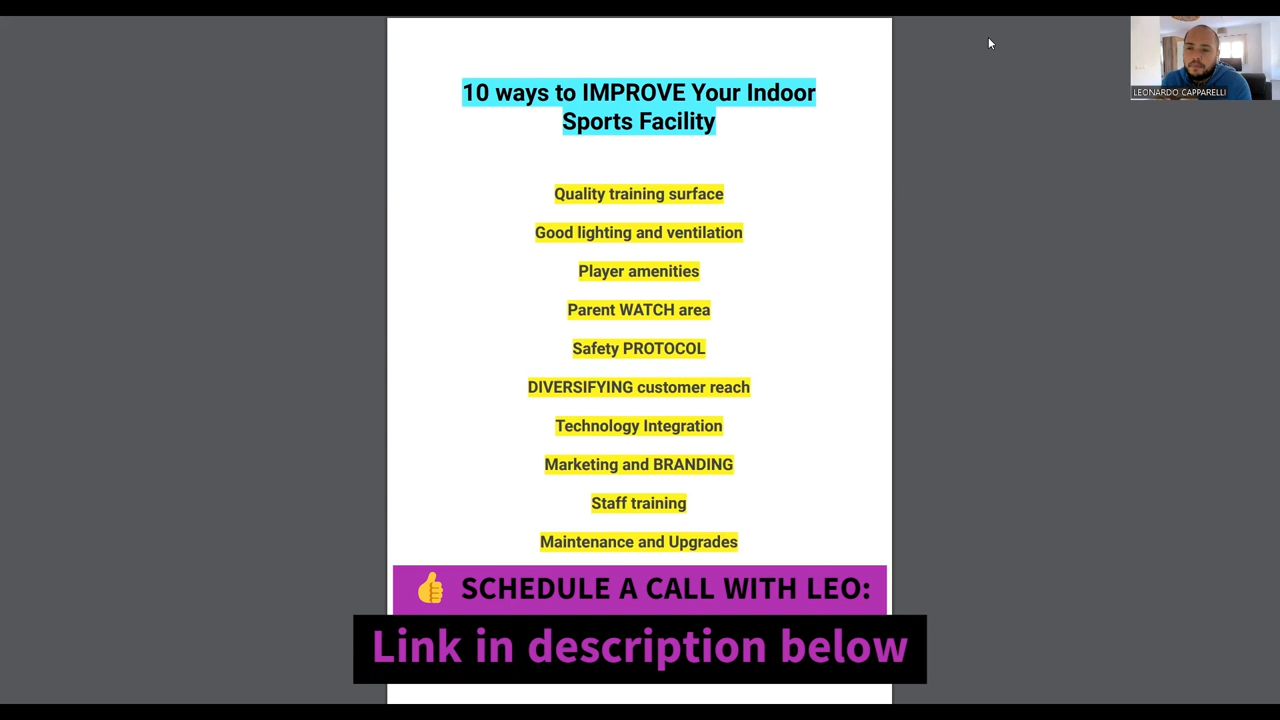 10 ways to IMPROVE Your Indoor
Sports Facility
LEONARDO CAPPARELLI
Quality training surface
Good lighting and ventilation
Player amenities
Parent WATCH area
Safety PROTOCOL
DIVERSIFYING customer reach
Technology Integration
Marketing and BRANDING
Staff training
Maintenance and Upgrades
👍 SCHEDULE A CALL WITH LEO:
Link in description below